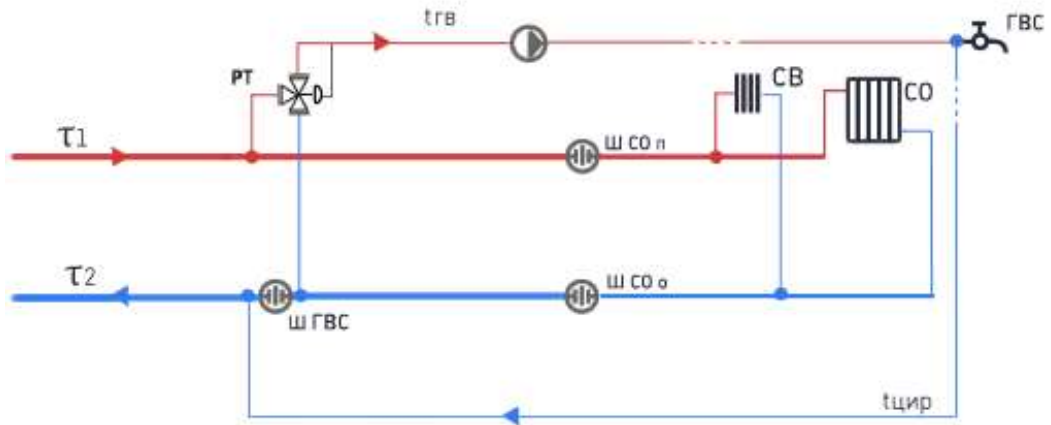 tгв
ГВС
РТ
СВ
СО
τ1
Ш СО п
τ2
Ш СО о
Ш ГВС
tцир